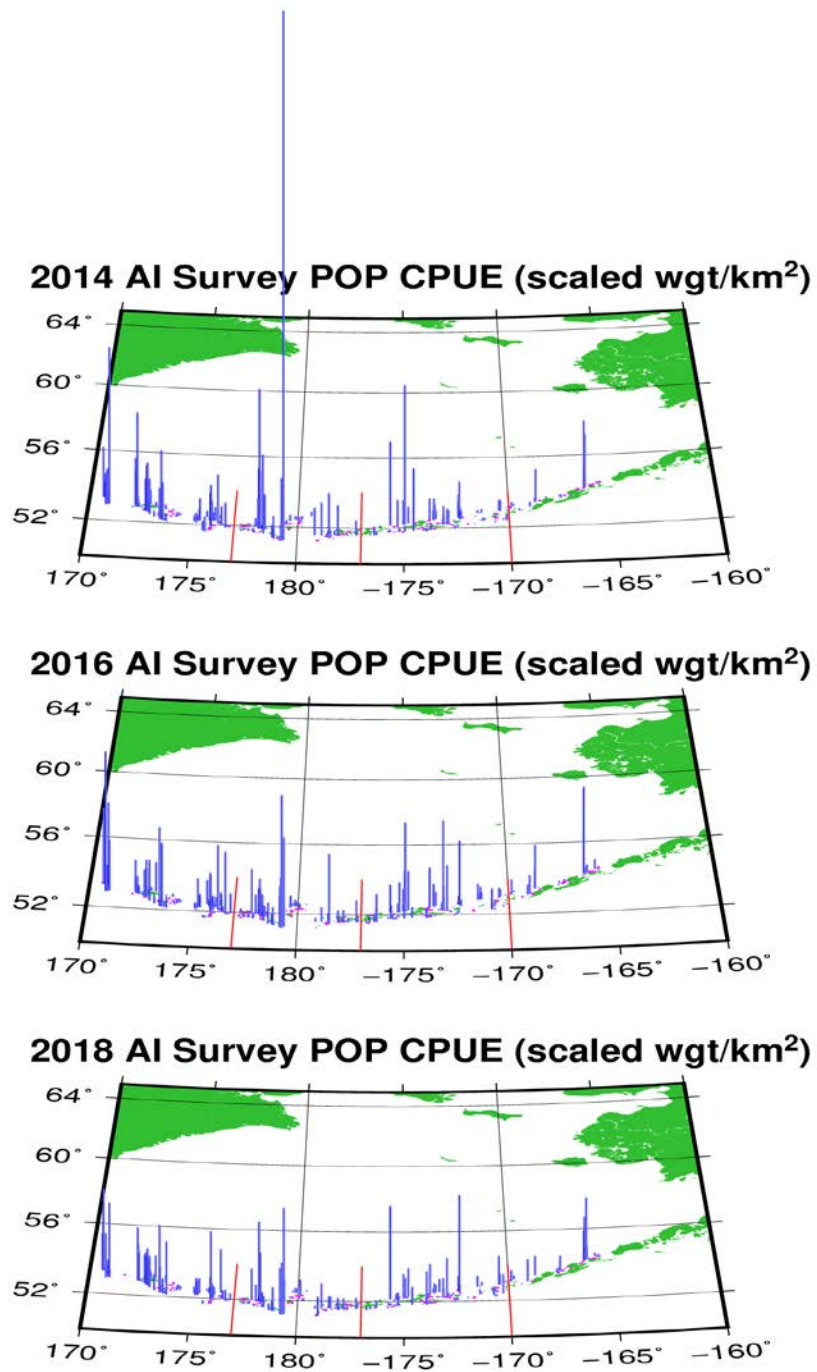 2014 AI Survey POP CPUE (scaled wgt/km²)
64°
60°
56°
52°
170° 175° 180° −175° −170° −165° −160°
2016 AI Survey POP CPUE (scaled wgt/km²)
64°
60°
56°
52°
170° 175° 180° −175° −170° −165° −160°
2018 AI Survey POP CPUE (scaled wgt/km²)
64°
60°
56°
52°
170° 175° 180° −175° −170° −165° −160°